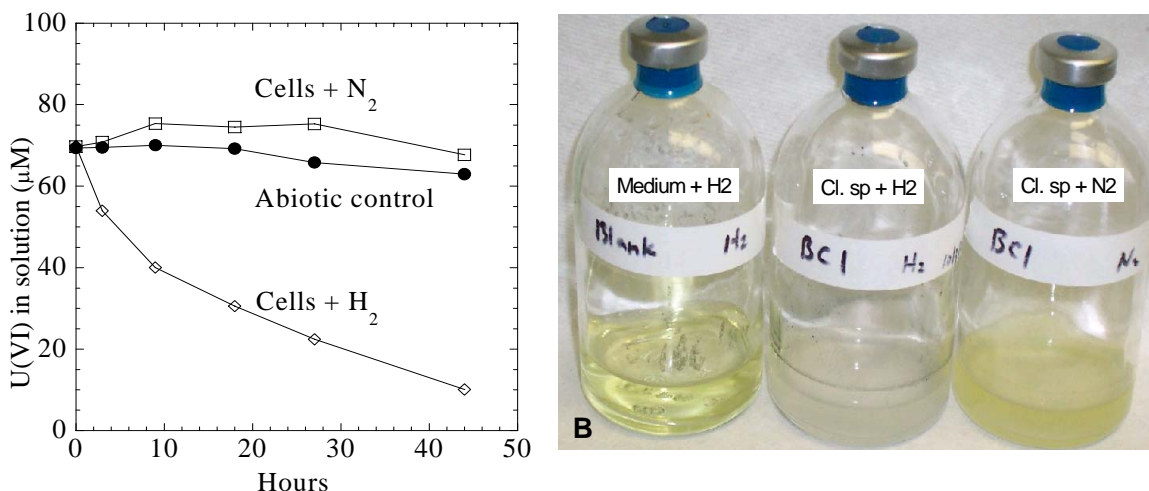 100
80
60
40
20
0
U(VI) in solution (μM)
Cells + N₂
Abiotic control
Cells + H₂
0 10 20 30 40 50
Hours
Medium + H2
Cl. sp + H2
Cl. sp + N2
Blank H₂
BC1 H₂
BC1 N₂
B